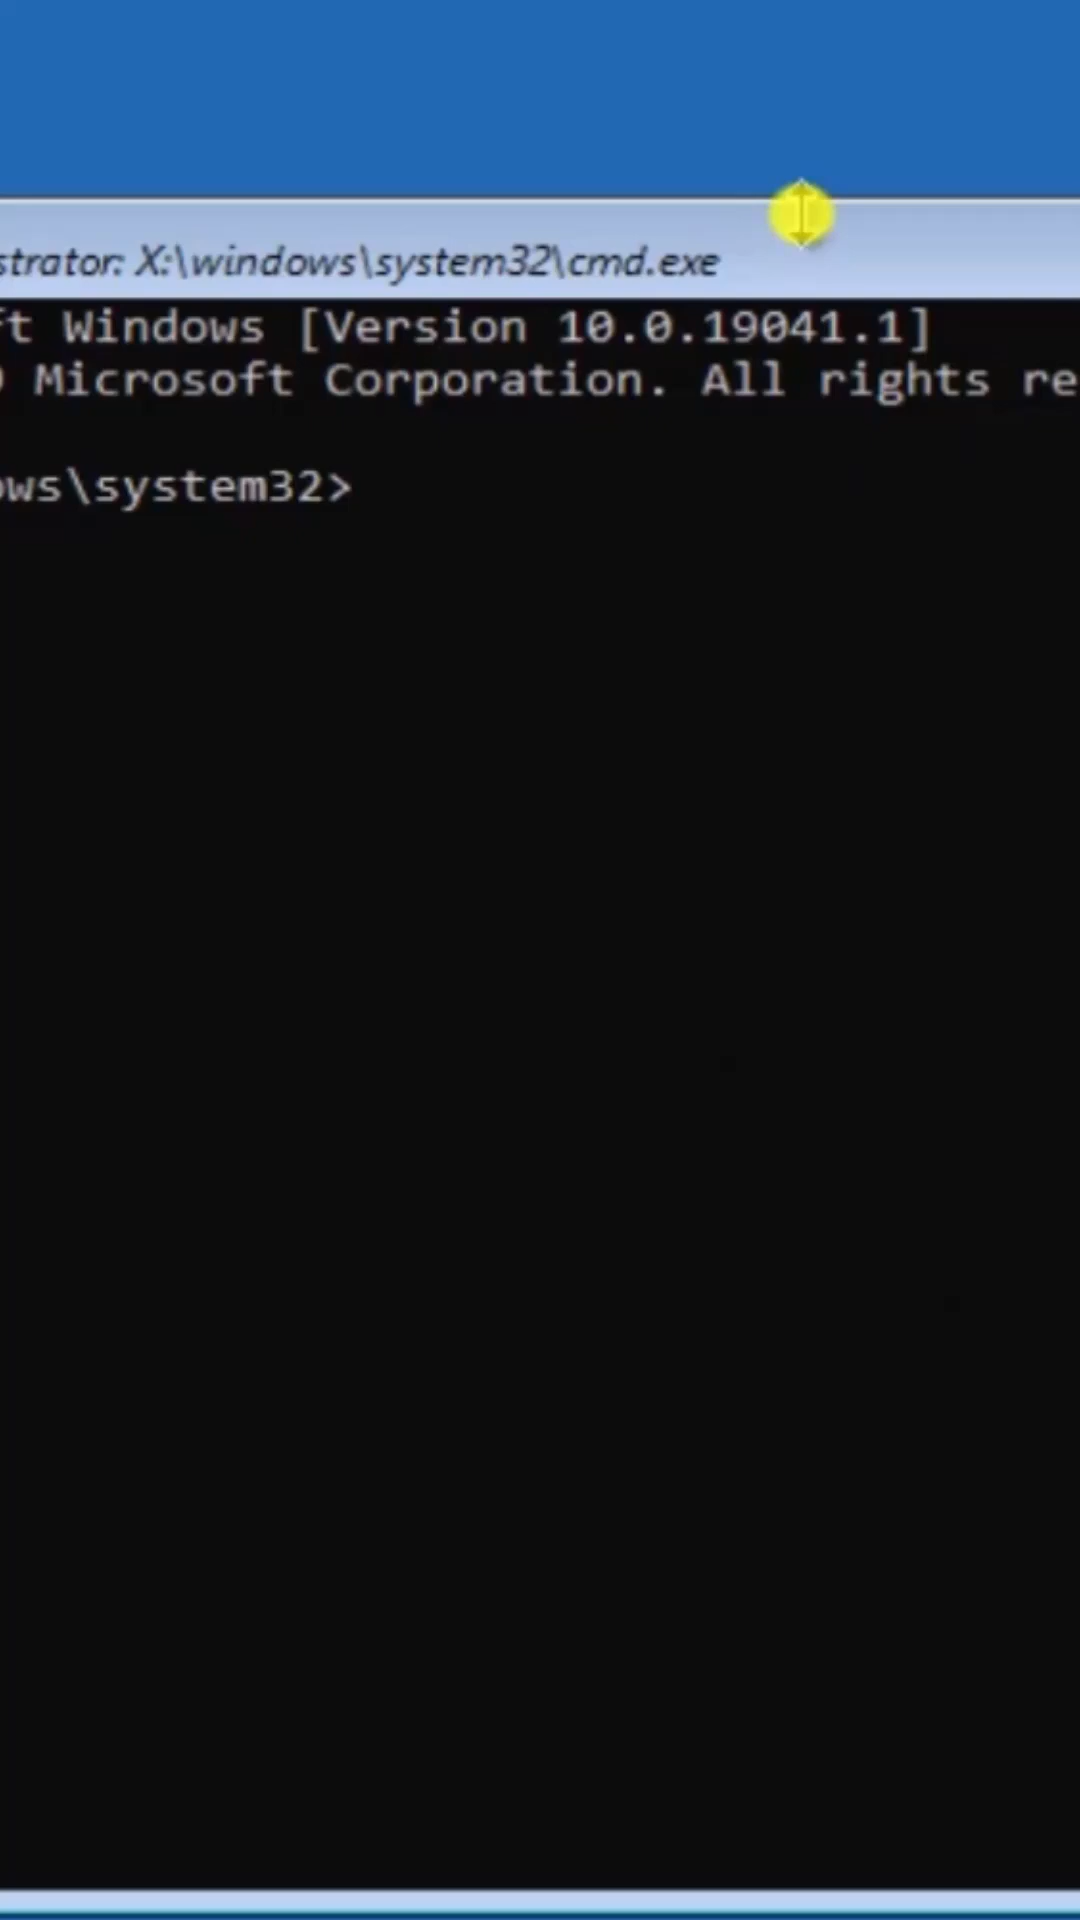 strator: X:\windows\system32\cmd.exe
ft Windows [Version 10.0.19041.1]
Microsoft Corporation. All rights re
ows\system32>